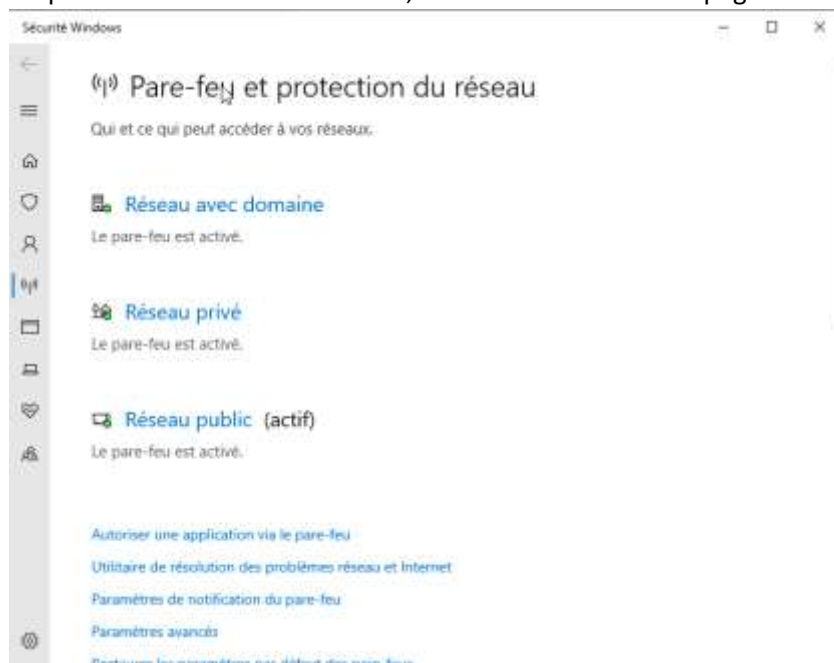 Sécurité Windows
Pare-feu et protection du réseau
Qui et ce qui peut accéder à vos réseaux.
Réseau avec domaine
Le pare-feu est activé.
Réseau privé
Le pare-feu est activé.
Réseau public (actif)
Le pare-feu est activé.
Autoriser une application via le pare-feu
Utilitaire de résolution des problèmes réseau et Internet
Paramètres de notification du pare-feu
Paramètres avancés